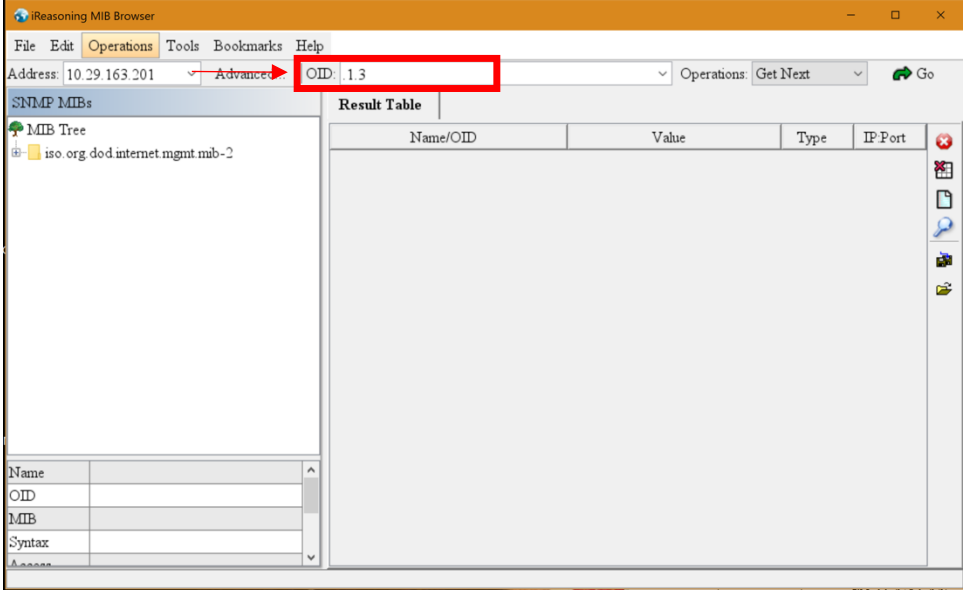 iReasoning MIB Browser
File Edit Operations Tools Bookmarks Help
Address: 10.29.163.201 Advanced... OID: .1.3 Operations: Get Next Go
SNMP MIBs
Result Table
MIB Tree
iso.org.dod.internet.mgmt.mib-2
Name/OID Value Type IP:Port
Name
OID
MIB
Syntax